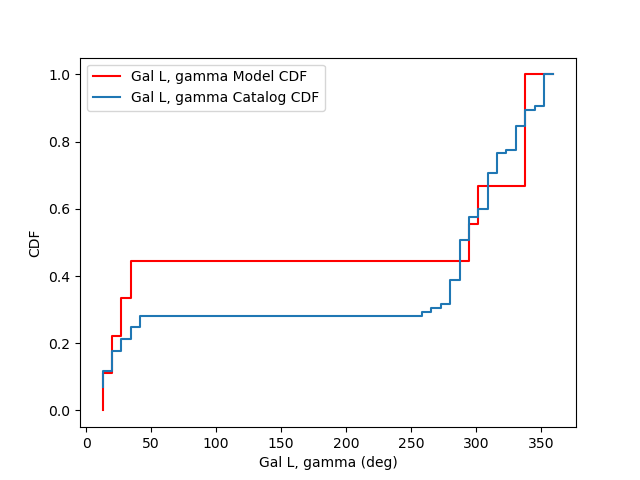 Gal L, gamma Model CDF
Gal L, gamma Catalog CDF
1.0
0.8
0.6
0.4
0.2
0.0
CDF
0 50 100 150 200 250 300 350
Gal L, gamma (deg)